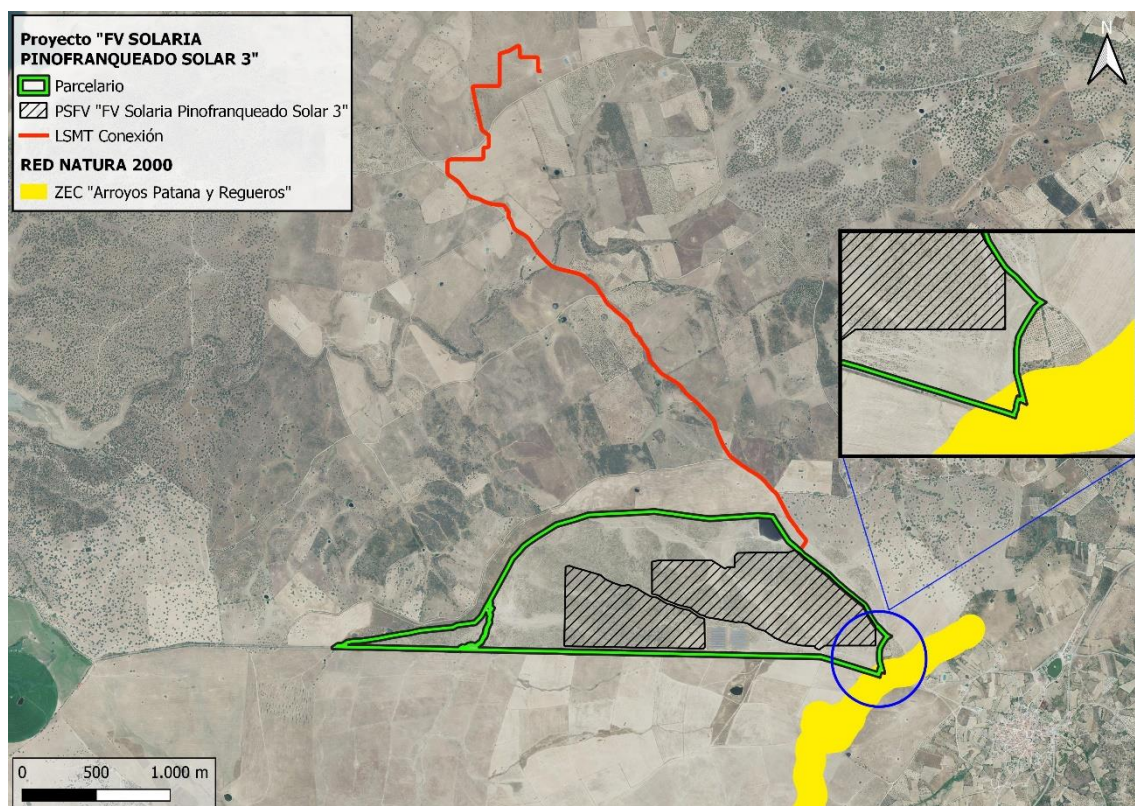 Proyecto "FV SOLARIA
PINOFRANQUEADO SOLAR 3"
Parcelario
PSFV "FV Solaria Pinofranqueado Solar 3"
LSMT Conexión
RED NATURA 2000
ZEC "Arroyos Patana y Regueros"
N
0 500 1.000 m